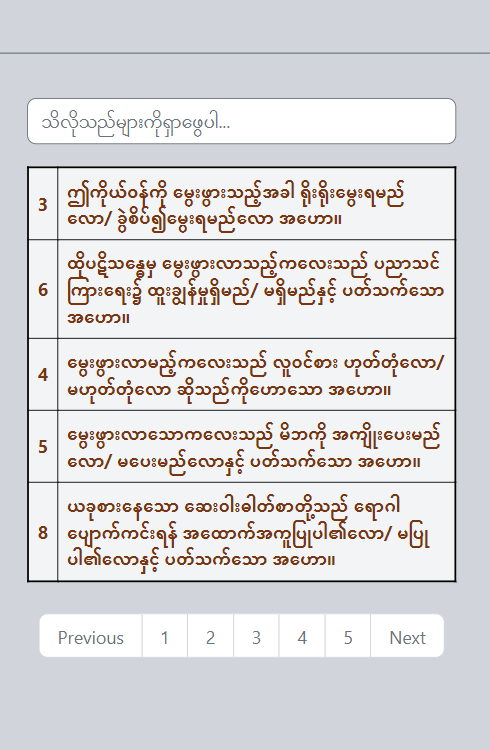 သိလိုသည်များကိုရှာဖွေပါ...
3
ဤကိုယ်ဝန်ကို မွေးဖွားသည့်အခါ ရိုးရိုးမွေးရမည်
လော/ ခွဲစိပ်၍မွေးရမည်လော အဟော။
6
ထိုပဋိသန္ဓေမှ မွေးဖွားလာသည့်ကလေးသည် ပညာသင်
ကြားရေး၌ ထူးချွန်မှုရှိမည်/ မရှိမည်နှင့် ပတ်သက်သော
အဟော။
4
မွေးဖွားလာမည့်ကလေးသည် လူဝင်စား ဟုတ်တုံလော/
မဟုတ်တုံလော ဆိုသည်ကိုဟောသော အဟော။
5
မွေးဖွားလာသောကလေးသည် မိဘကို အကျိုးပေးမည်
လော/ မပေးမည်လောနှင့် ပတ်သက်သော အဟော။
8
ယခုစားနေသော ဆေးဝါးဓါတ်စာတို့သည် ရောဂါ
ပျောက်ကင်းရန် အထောက်အကူပြုပါ၏လော/ မပြု
ပါ၏လောနှင့် ပတ်သက်သော အဟော။
Previous 1 2 3 4 5 Next